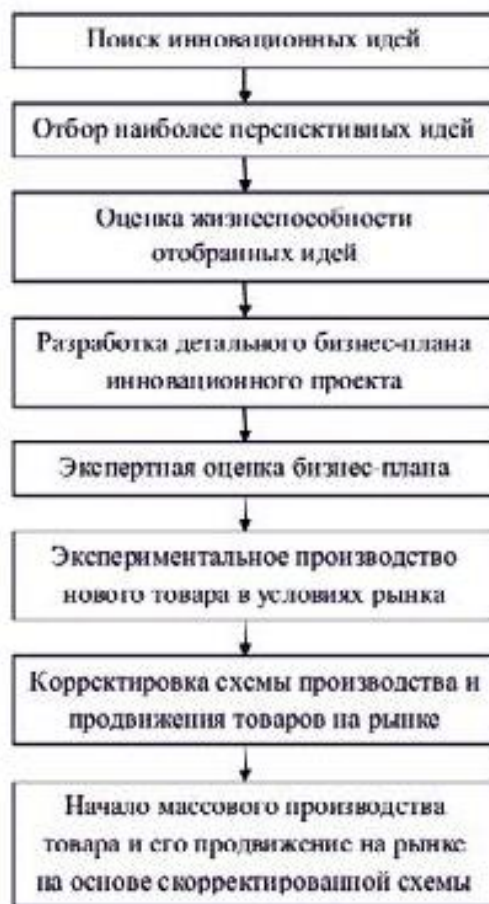 Поиск инновационных идей
Отбор наиболее перспективных идей
Оценка жизнеспособности
отобранных идей
Разработка детального бизнес-плана
инновационного проекта
Экспертная оценка бизнес-плана
Экспериментальное производство
нового товара в условиях рынка
Корректировка схемы производства и
продвижения товаров на рынке
Начало массового производства
товара и его продвижение на рынке
на основе скорректированной схемы